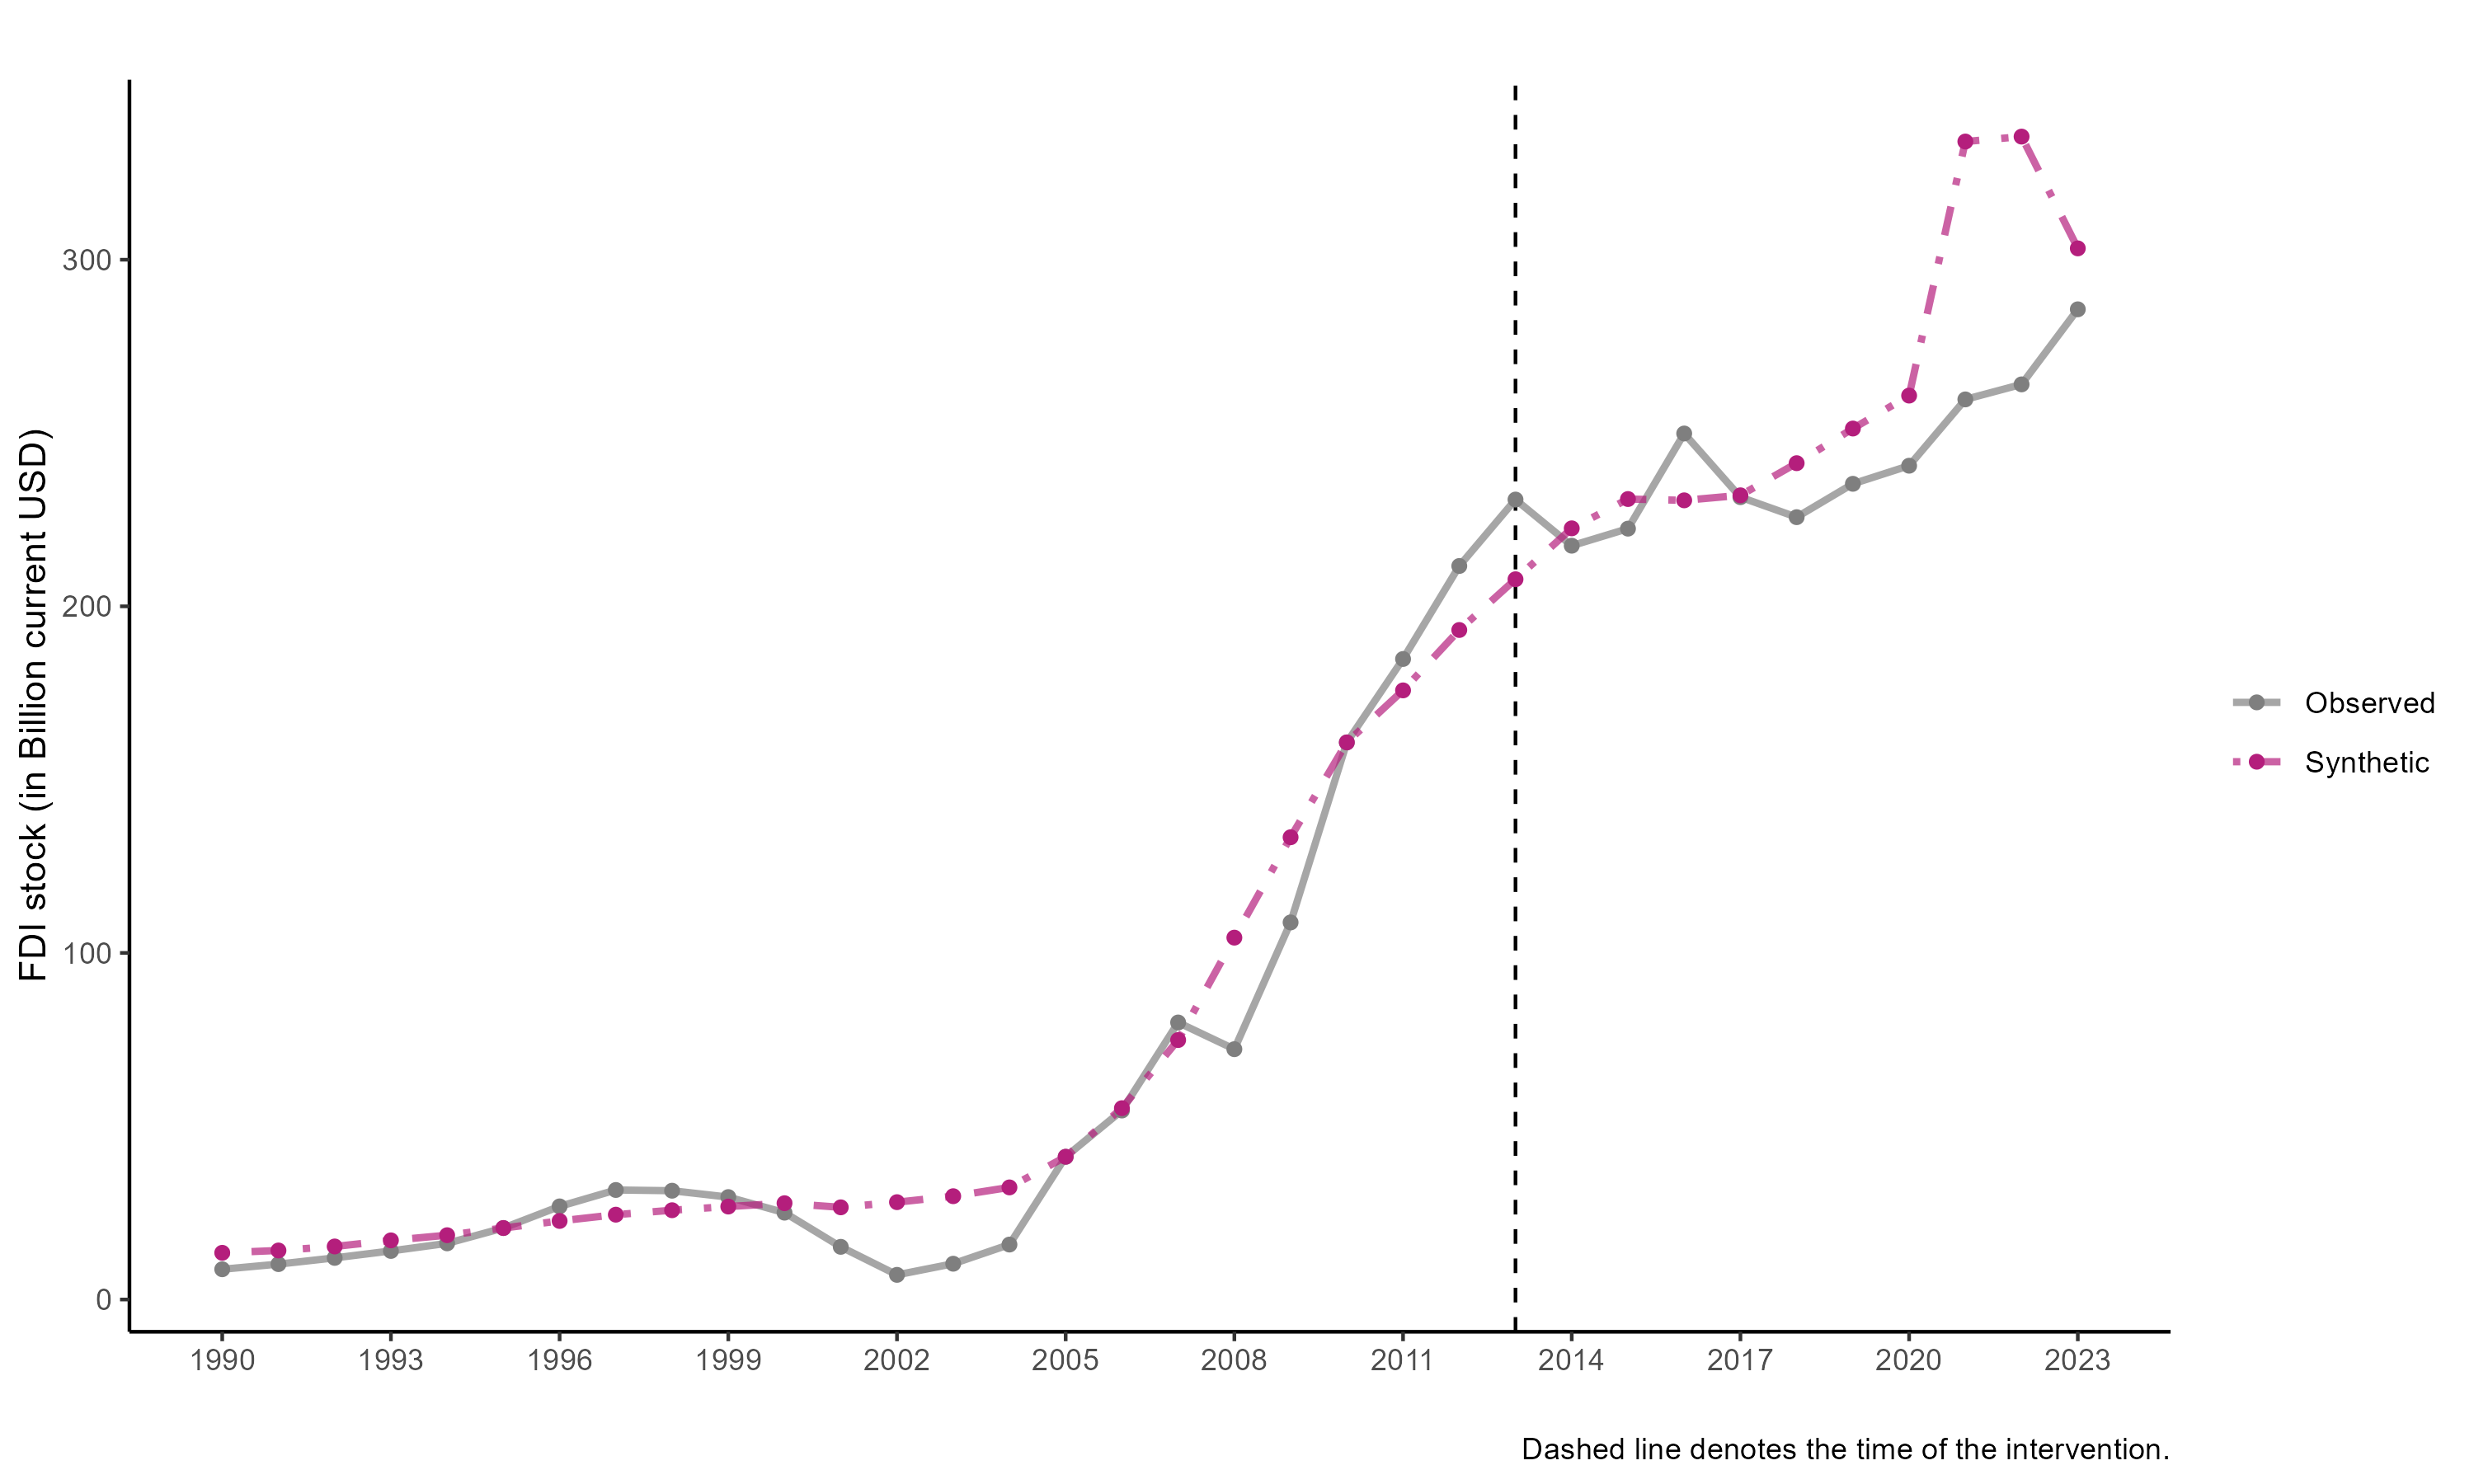 FDI stock (in Billion current USD)
300
200
100
0
1990 1993 1996 1999 2002 2005 2008 2011 2014 2017 2020 2023
Observed
Synthetic
Dashed line denotes the time of the intervention.